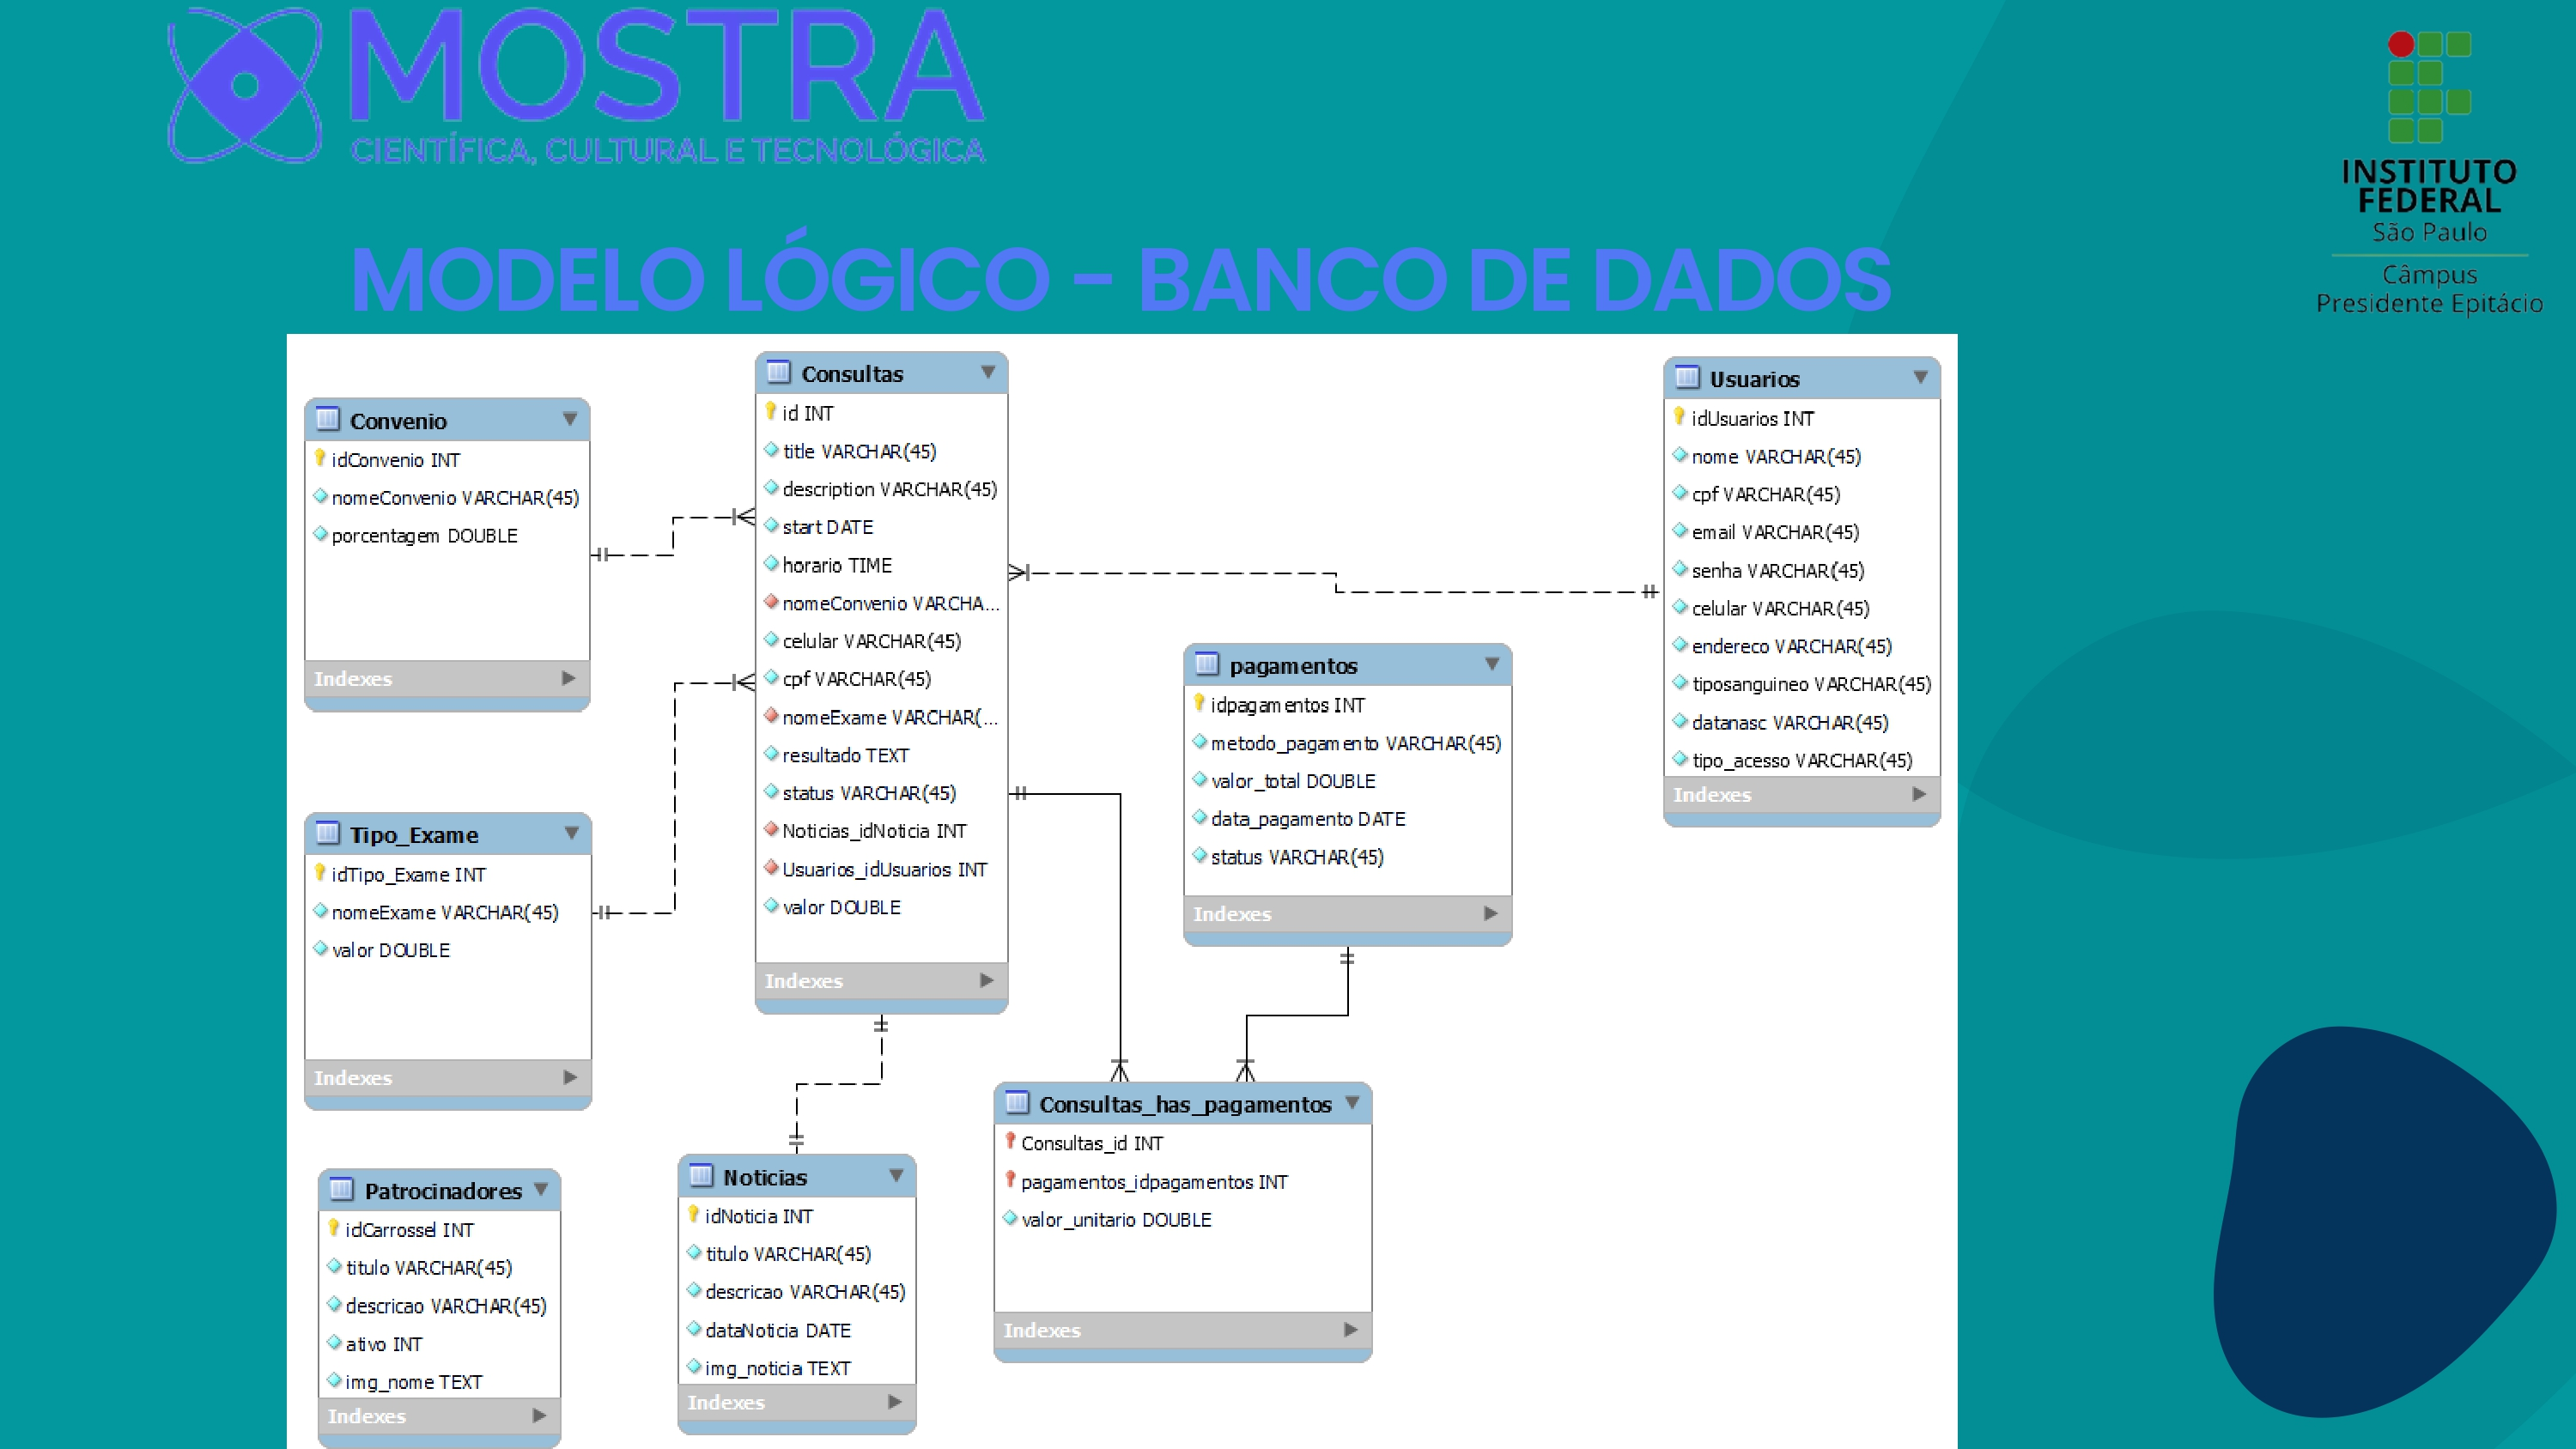 MOSTRA
CIENTÍFICA, CULTURAL E TECNOLÓGICA
INSTITUTO
FEDERAL
São Paulo
Câmpus
Presidente Epitácio
MODELO LÓGICO - BANCO DE DADOS
Convenio
idConvenio INT
nomeConvenio VARCHAR(45)
porcentagem DOUBLE
Indexes
Tipo_Exame
idTipo_Exame INT
nomeExame VARCHAR(45)
valor DOUBLE
Indexes
Patrocinadores
idCarrossel INT
titulo VARCHAR(45)
descricao VARCHAR(45)
ativo INT
img_nome TEXT
Indexes
Consultas
id INT
title VARCHAR(45)
description VARCHAR(45)
start DATE
horario TIME
nomeConvenio VARCHA...
celular VARCHAR(45)
cpf VARCHAR(45)
nomeExame VARCHAR(...
resultado TEXT
status VARCHAR(45)
Noticias_idNoticia INT
Usuarios_idUsuarios INT
valor DOUBLE
Indexes
Noticias
idNoticia INT
titulo VARCHAR(45)
descricao VARCHAR(45)
dataNoticia DATE
img_noticia TEXT
Indexes
pagamentos
idpagamentos INT
metodo_pagamento VARCHAR(45)
valor_total DOUBLE
data_pagamento DATE
status VARCHAR(45)
Indexes
Consultas_has_pagamentos
Consultas_id INT
pagamentos_idpagamentos INT
valor_unitario DOUBLE
Indexes
Usuarios
idUsuarios INT
nome VARCHAR(45)
cpf VARCHAR(45)
email VARCHAR(45)
senha VARCHAR(45)
celular VARCHAR(45)
endereco VARCHAR(45)
tiposanguineo VARCHAR(45)
datanasc VARCHAR(45)
tipo_acesso VARCHAR(45)
Indexes